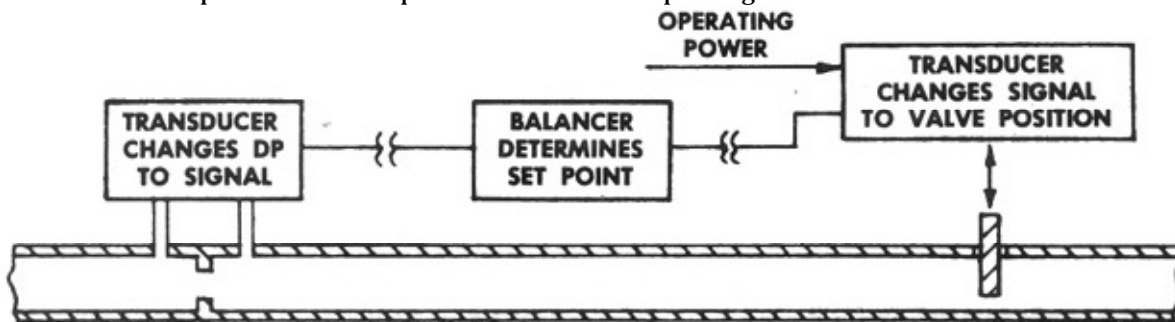 OPERATING
POWER
TRANSDUCER
CHANGES SIGNAL
TO VALVE POSITION
TRANSDUCER
CHANGES DP
TO SIGNAL
BALANCER
DETERMINES
SET POINT